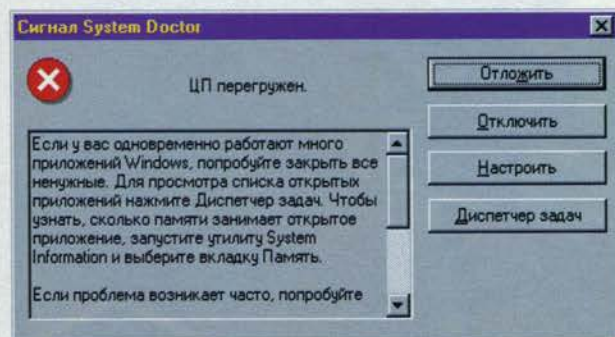 Сигнал System Doctor
ЦП перегружен.
Если у вас одновременно работают много
приложений Windows, попробуйте закрыть все
ненужные. Для просмотра списка открытых
приложений нажмите Диспетчер задач. Чтобы
узнать, сколько памяти занимает открытое
приложение, запустите утилиту System
Information и выберите вкладку Память.
Если проблема возникает часто, попробуйте
Отложить
Отключить
Настроить
Диспетчер задач